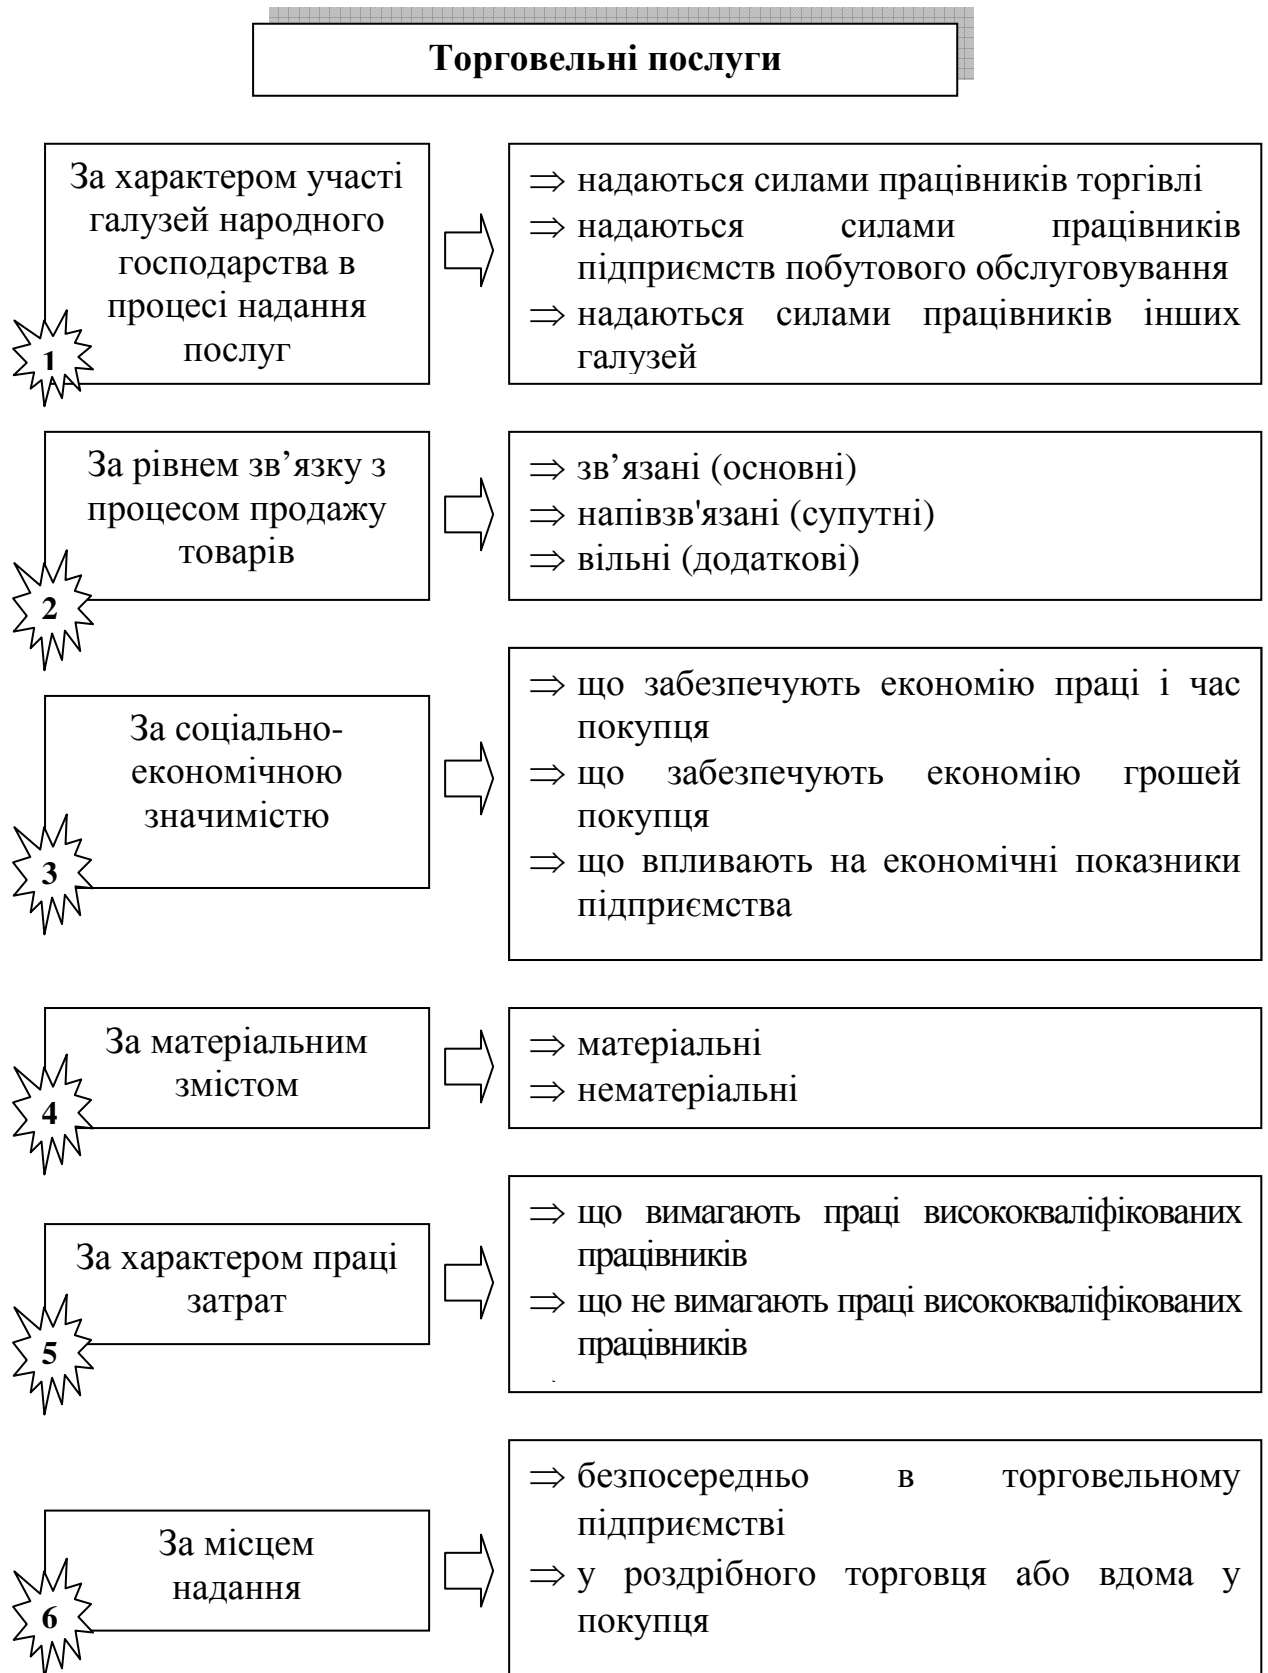 Торговельні послуги
За характером участі
галузей народного
господарства в
процесі надання
послуг
1
⇒ надаються силами працівників торгівлі
⇒ надаються силами працівників
підприємств побутового обслуговування
⇒ надаються силами працівників інших
галузей
За рівнем зв’язку з
процесом продажу
товарів
2
⇒ зв’язані (основні)
⇒ напівзв'язані (супутні)
⇒ вільні (додаткові)
За соціально-
економічною
значимістю
3
⇒ що забезпечують економію праці і час
покупця
⇒ що забезпечують економію грошей
покупця
⇒ що впливають на економічні показники
підприємства
За матеріальним
змістом
4
⇒ матеріальні
⇒ нематеріальні
За характером праці
затрат
5
⇒ що вимагають праці висококваліфікованих
працівників
⇒ що не вимагають праці висококваліфікованих
працівників
За місцем
надання
6
⇒ безпосередньо в торговельному
підприємстві
⇒ у роздрібного торговця або вдома у
покупця